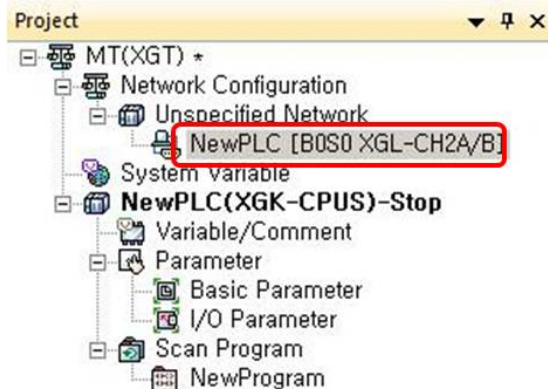 Project
MT(XGT) *
Network Configuration
Unspecified Network
NewPLC [B0S0 XGL-CH2A/B]
System Variable
NewPLC(XGK-CPUS)-Stop
Variable/Comment
Parameter
Basic Parameter
I/O Parameter
Scan Program
NewProgram